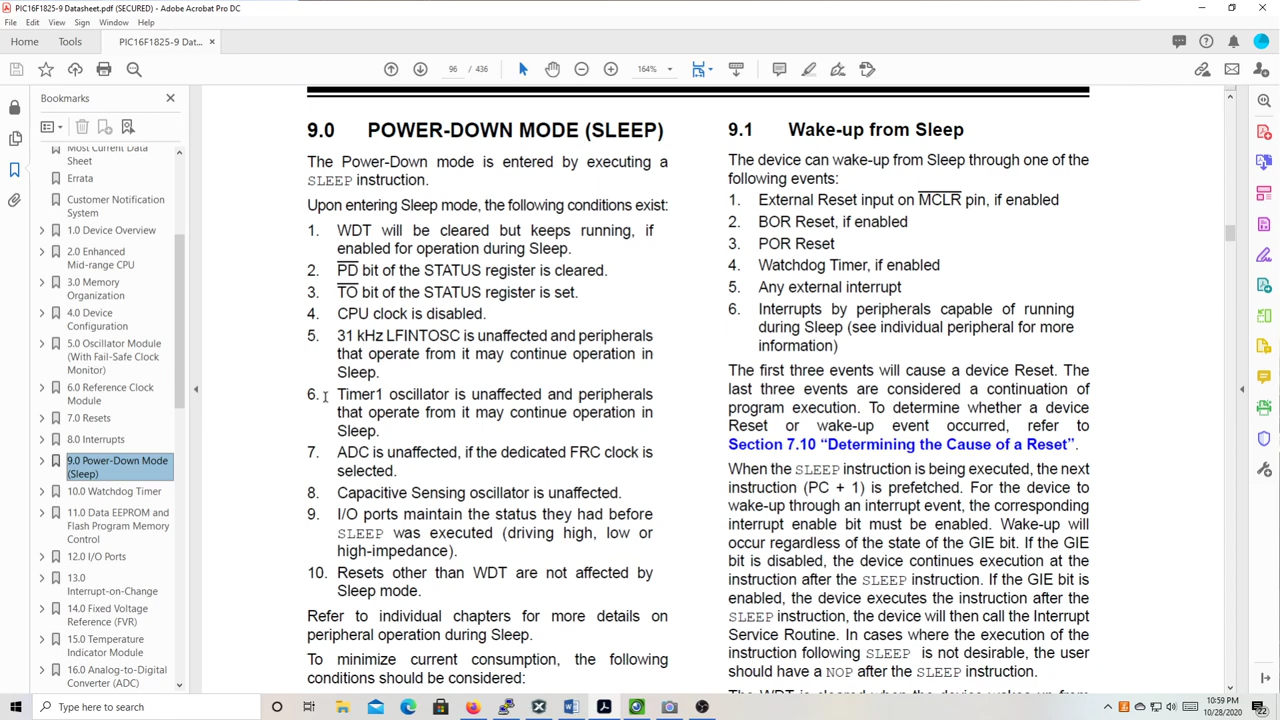 PIC16F1825-9 Datasheet.pdf (SECURED) - Adobe Acrobat Pro DC
File Edit View Sign Window Help
Home Tools PIC16F1825-9 Dat... ×
96 / 436 164%
Bookmarks
Most Current Data
Sheet
Errata
Customer Notification
System
1.0 Device Overview
2.0 Enhanced
Mid-range CPU
3.0 Memory
Organization
4.0 Device
Configuration
5.0 Oscillator Module
(With Fail-Safe Clock
Monitor)
6.0 Reference Clock
Module
7.0 Resets
8.0 Interrupts
9.0 Power-Down Mode
(Sleep)
10.0 Watchdog Timer
11.0 Data EEPROM and
Flash Program Memory
Control
12.0 I/O Ports
13.0
Interrupt-on-Change
14.0 Fixed Voltage
Reference (FVR)
15.0 Temperature
Indicator Module
16.0 Analog-to-Digital
Converter (ADC)
9.0 POWER-DOWN MODE (SLEEP)
The Power-Down mode is entered by executing a
SLEEP instruction.
Upon entering Sleep mode, the following conditions exist:
1. WDT will be cleared but keeps running, if
enabled for operation during Sleep.
2. PD bit of the STATUS register is cleared.
3. TO bit of the STATUS register is set.
4. CPU clock is disabled.
5. 31 kHz LFINTOSC is unaffected and peripherals
that operate from it may continue operation in
Sleep.
6. Timer1 oscillator is unaffected and peripherals
that operate from it may continue operation in
Sleep.
7. ADC is unaffected, if the dedicated FRC clock is
selected.
8. Capacitive Sensing oscillator is unaffected.
9. I/O ports maintain the status they had before
SLEEP was executed (driving high, low or
high-impedance).
10. Resets other than WDT are not affected by
Sleep mode.
Refer to individual chapters for more details on
peripheral operation during Sleep.
To minimize current consumption, the following
conditions should be considered:
9.1 Wake-up from Sleep
The device can wake-up from Sleep through one of the
following events:
1. External Reset input on MCLR pin, if enabled
2. BOR Reset, if enabled
3. POR Reset
4. Watchdog Timer, if enabled
5. Any external interrupt
6. Interrupts by peripherals capable of running
during Sleep (see individual peripheral for more
information)
The first three events will cause a device Reset. The
last three events are considered a continuation of
program execution. To determine whether a device
Reset or wake-up event occurred, refer to
Section 7.10 “Determining the Cause of a Reset”.
When the SLEEP instruction is being executed, the next
instruction (PC + 1) is prefetched. For the device to
wake-up through an interrupt event, the corresponding
interrupt enable bit must be enabled. Wake-up will
occur regardless of the state of the GIE bit. If the GIE
bit is disabled, the device continues execution at the
instruction after the SLEEP instruction. If the GIE bit is
enabled, the device executes the instruction after the
SLEEP instruction, the device will then call the Interrupt
Service Routine. In cases where the execution of the
instruction following SLEEP is not desirable, the user
should have a NOP after the SLEEP instruction.
The WDT is cleared when the device wakes up from
Type here to search
10:59 PM
10/28/2020
22